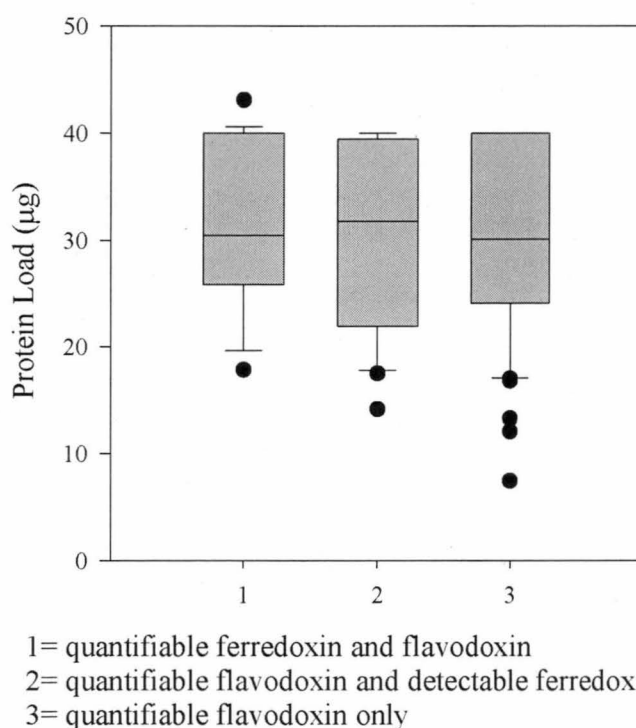 50
40
30
20
10
0
Protein Load (µg)
1
2
3
1= quantifiable ferredoxin and flavodoxin
2= quantifiable flavodoxin and detectable ferredox
3= quantifiable flavodoxin only